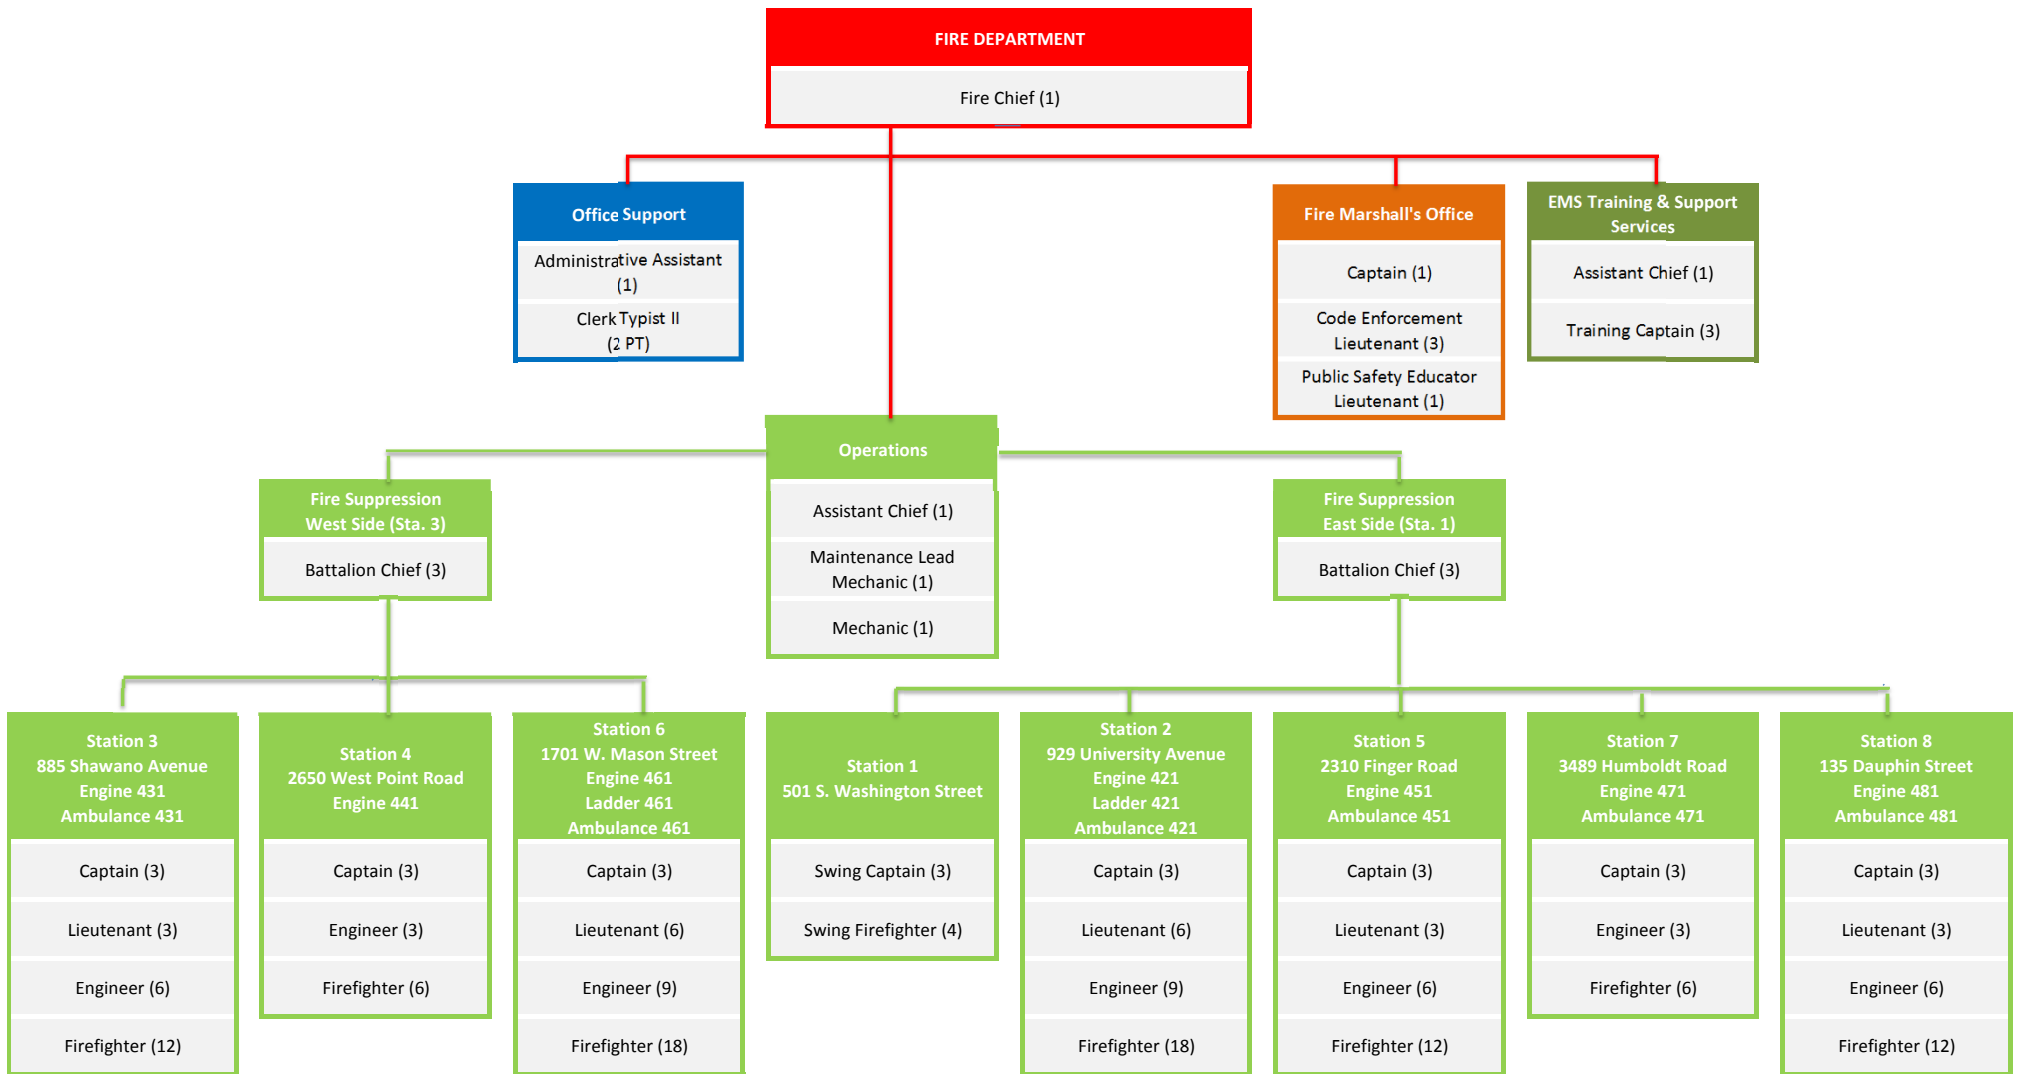 FIRE DEPARTMENT
Fire Chief (1)
Office Support
Administrative Assistant
(1)
Clerk Typist II
(2 PT)
Fire Marshall's Office
Captain (1)
Code Enforcement
Lieutenant (3)
Public Safety Educator
Lieutenant (1)
EMS Training & Support
Services
Assistant Chief (1)
Training Captain (3)
Operations
Assistant Chief (1)
Maintenance Lead
Mechanic (1)
Mechanic (1)
Fire Suppression
West Side (Sta. 3)
Battalion Chief (3)
Fire Suppression
East Side (Sta. 1)
Battalion Chief (3)
Station 3
885 Shawano Avenue
Engine 431
Ambulance 431
Captain (3)
Lieutenant (3)
Engineer (6)
Firefighter (12)
Station 4
2650 West Point Road
Engine 441
Captain (3)
Engineer (3)
Firefighter (6)
Station 6
1701 W. Mason Street
Engine 461
Ladder 461
Ambulance 461
Captain (3)
Lieutenant (6)
Engineer (9)
Firefighter (18)
Station 1
501 S. Washington Street
Swing Captain (3)
Swing Firefighter (4)
Station 2
929 University Avenue
Engine 421
Ladder 421
Ambulance 421
Captain (3)
Lieutenant (6)
Engineer (9)
Firefighter (18)
Station 5
2310 Finger Road
Engine 451
Ambulance 451
Captain (3)
Lieutenant (3)
Engineer (6)
Firefighter (12)
Station 7
3489 Humboldt Road
Engine 471
Ambulance 471
Captain (3)
Engineer (3)
Firefighter (6)
Station 8
135 Dauphin Street
Engine 481
Ambulance 481
Captain (3)
Lieutenant (3)
Engineer (6)
Firefighter (12)